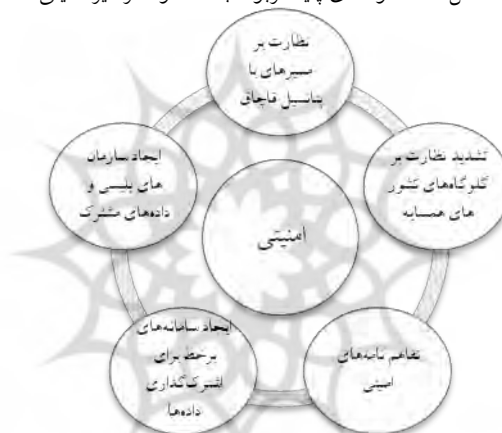 نظارت بر
مسیرهای با
پتانسیل قاچاق
تشدید نظارت بر
گلوگاه‌های کشور
های همسایه
تفاهم نامه‌های
امنیتی
ایجاد سامانه‌های
برخط برای
اشتراک‌گذاری
داده‌ها
ایجاد سازمان
های پلیسی و
داده‌های مشترک
امنیتی